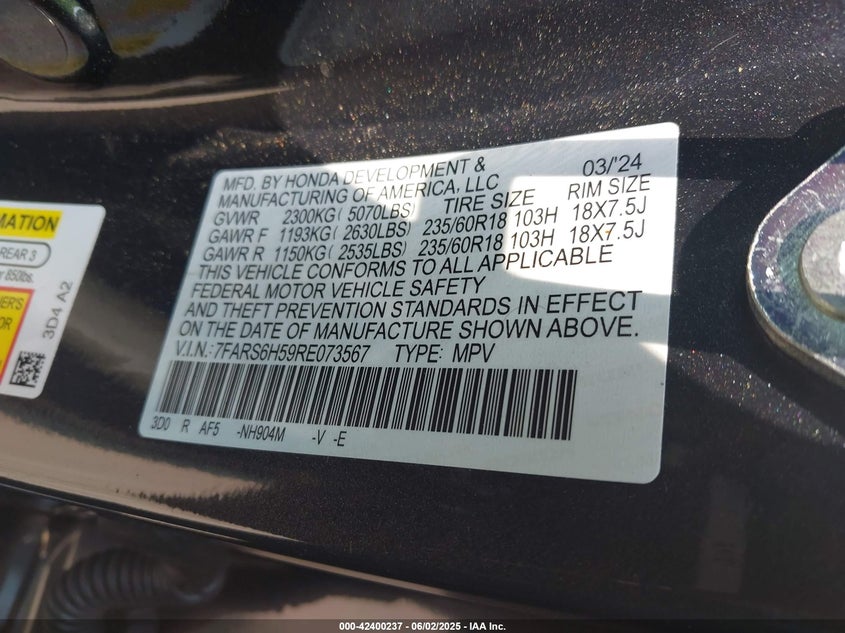 MFD. BY HONDA DEVELOPMENT & 03/'24
MANUFACTURING OF AMERICA, LLC
TIRE SIZE RIM SIZE
GVWR 2300KG( 5070LBS)
GAWR F 1193KG( 2630LBS) 235/60R18 103H 18X7.5J
GAWR R 1150KG( 2535LBS) 235/60R18 103H 18X7.5J
THIS VEHICLE CONFORMS TO ALL APPLICABLE
FEDERAL MOTOR VEHICLE SAFETY
AND THEFT PREVENTION STANDARDS IN EFFECT
ON THE DATE OF MANUFACTURE SHOWN ABOVE.
V.I.N.: 7FARS6H59RE073567 TYPE: MPV
3D0 R AF5 -NH904M -V -E
MATION
REAR 3
850lbs.
ER'S
OR
3D4 A2
000-42400237 - 06/02/2025 - IAA Inc.